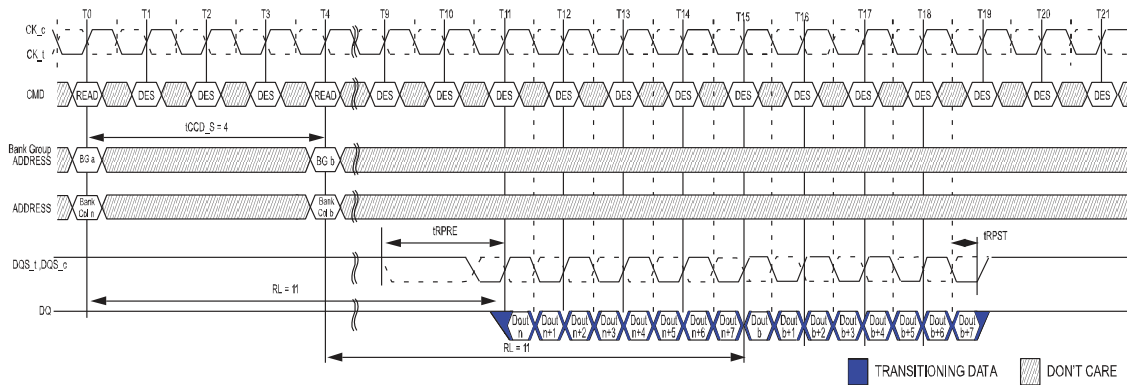 T0 T1 T2 T3 T4 T9 T10 T11 T12 T13 T14 T15 T16 T17 T18 T19 T20 T21
CK_c
CK_t
CMD READ DES DES DES READ DES DES DES DES DES DES DES DES DES DES DES DES DES
tCCD_S = 4
Bank Group
ADDRESS BG a BG b
ADDRESS Bank Col n Bank Col b
tRPRE tRPST
DQS_t,DQS_c
RL = 11
DQ Dout n Dout n+1 Dout n+2 Dout n+3 Dout n+4 Dout n+5 Dout n+6 Dout n+7 Dout b Dout b+1 Dout b+2 Dout b+3 Dout b+4 Dout b+5 Dout b+6 Dout b+7
RL = 11
TRANSITIONING DATA DON'T CARE